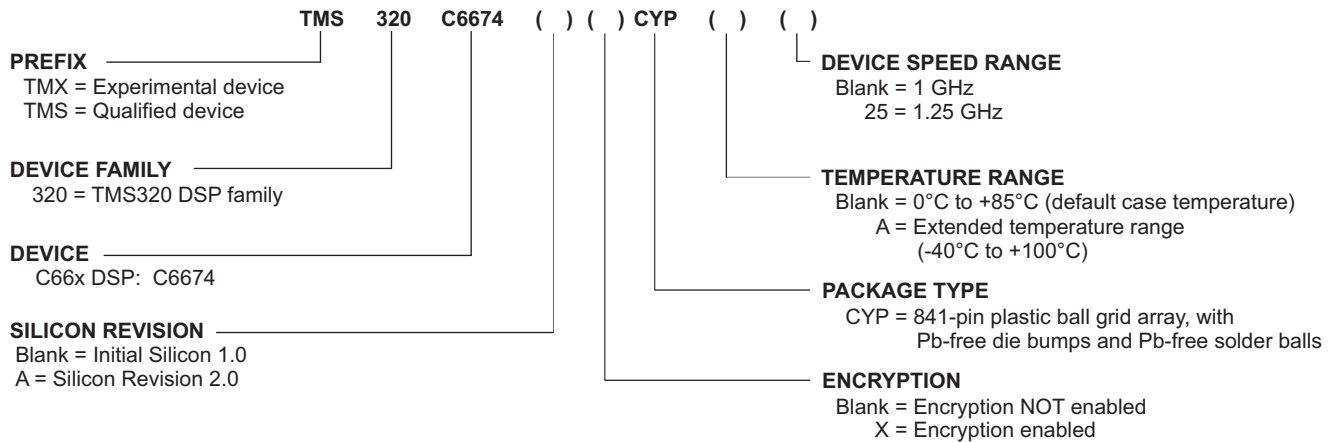 TMS 320 C6674 ( ) ( ) CYP ( ) ( )
PREFIX
TMX = Experimental device
TMS = Qualified device
DEVICE FAMILY
320 = TMS320 DSP family
DEVICE
C66x DSP: C6674
SILICON REVISION
Blank = Initial Silicon 1.0
A = Silicon Revision 2.0
DEVICE SPEED RANGE
Blank = 1 GHz
25 = 1.25 GHz
TEMPERATURE RANGE
Blank = 0°C to +85°C (default case temperature)
A = Extended temperature range
(-40°C to +100°C)
PACKAGE TYPE
CYP = 841-pin plastic ball grid array, with
Pb-free die bumps and Pb-free solder balls
ENCRYPTION
Blank = Encryption NOT enabled
X = Encryption enabled